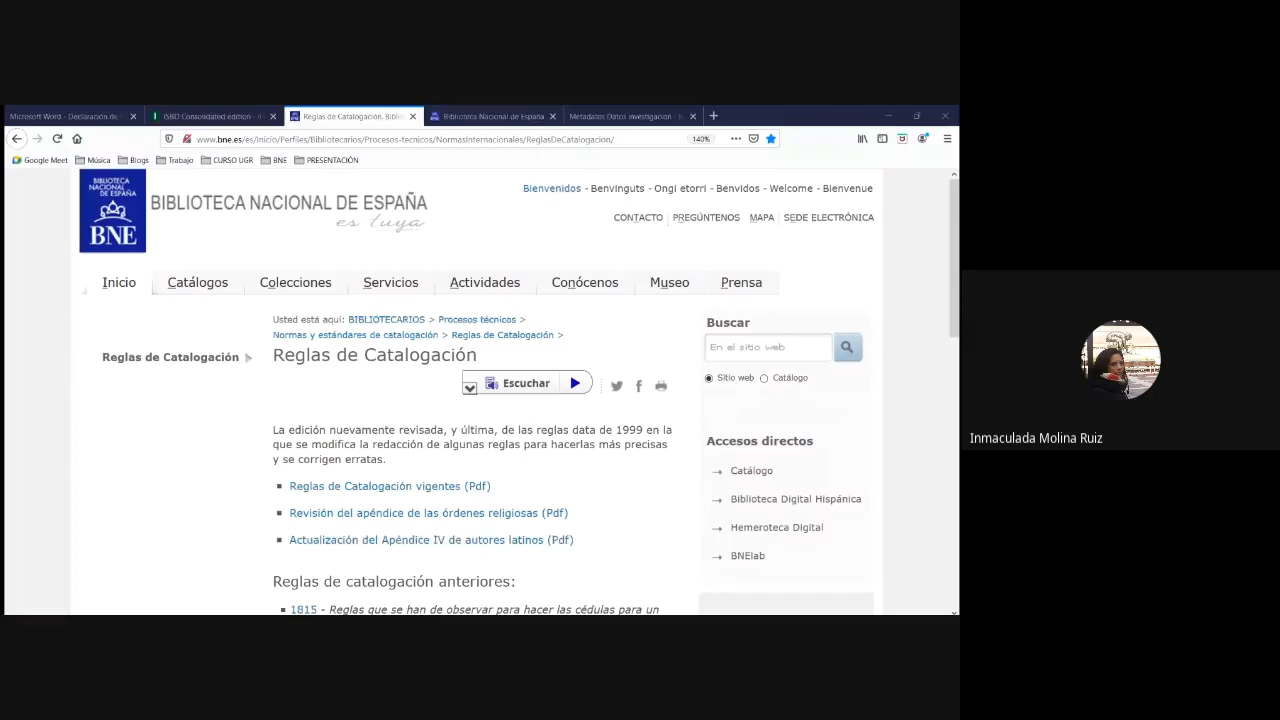 Microsoft Word - Declaración de
ISBD Consolidated edition - 4
Reglas de Catalogación. Biblio
Biblioteca Nacional de España
Metadatos Datos investigacion -
www.bne.es/es/Inicio/Perfiles/Bibliotecarios/Procesos-tecnicos/NormasInternacionales/ReglasDeCatalogacion/
140%
Google Meet
Música
Blogs
Trabajo
CURSO UGR
BNE
PRESENTACIÓN
BIBLIOTECA
NACIONAL
DE ESPAÑA
BNE
BIBLIOTECA NACIONAL DE ESPAÑA
es tuya
Bienvenidos - Benvinguts - Ongi etorri - Benvidos - Welcome - Bienvenue
CONTACTO | PREGÚNTENOS MAPA | SEDE ELECTRÓNICA
Inicio
Catálogos
Colecciones
Servicios
Actividades
Conócenos
Museo
Prensa
Reglas de Catalogación
Usted está aquí: BIBLIOTECARIOS > Procesos técnicos >
Normas y estándares de catalogación > Reglas de Catalogación >
Reglas de Catalogación
Escuchar
La edición nuevamente revisada, y última, de las reglas data de 1999 en la
que se modifica la redacción de algunas reglas para hacerlas más precisas
y se corrigen erratas.
Reglas de Catalogación vigentes (Pdf)
Revisión del apéndice de las órdenes religiosas (Pdf)
Actualización del Apéndice IV de autores latinos (Pdf)
Reglas de catalogación anteriores:
1815 - Reglas que se han de observar para hacer las cédulas para un
Buscar
En el sitio web
Sitio web
Catálogo
Accesos directos
Catálogo
Biblioteca Digital Hispánica
Hemeroteca Digital
BNElab
Inmaculada Molina Ruiz